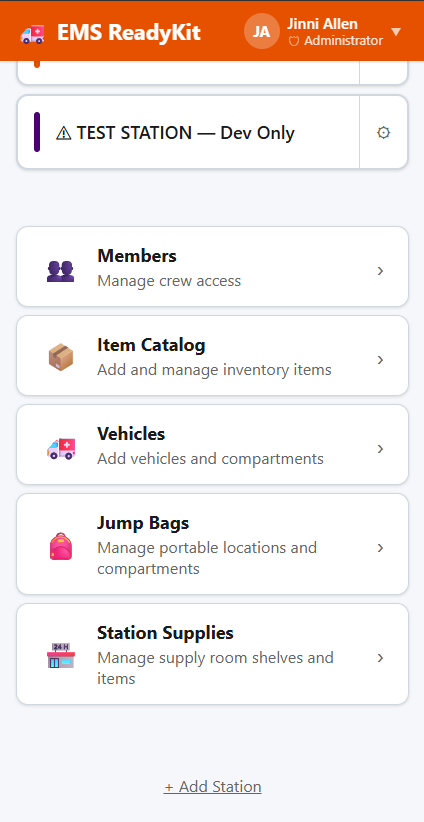 EMS ReadyKit
JA
Jinni Allen
Administrator
⚠ TEST STATION — Dev Only
Members
Manage crew access
Item Catalog
Add and manage inventory items
Vehicles
Add vehicles and compartments
Jump Bags
Manage portable locations and
compartments
24 H
Station Supplies
Manage supply room shelves and
items
+ Add Station